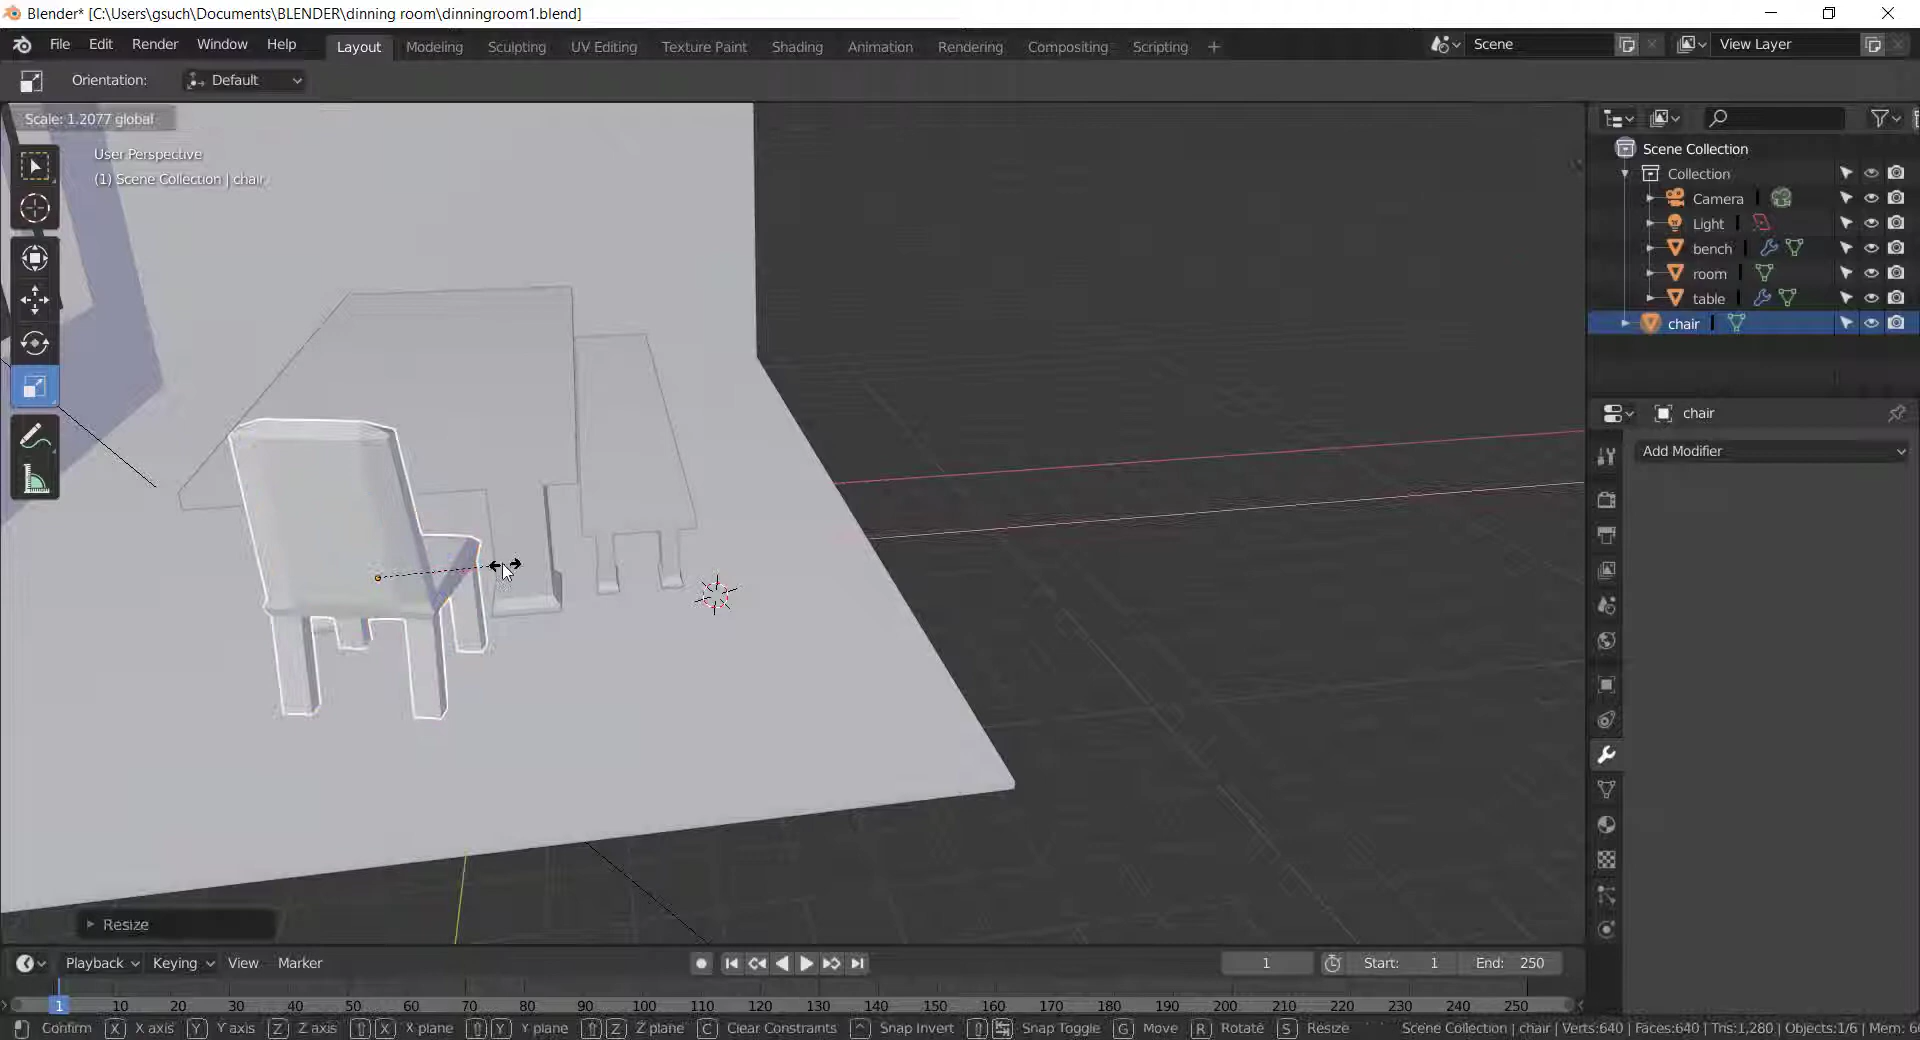 Blender* [C:\Users\gsuch\Documents\BLENDER\dinning room\dinningroom1.blend]
File Edit Render Window Help Layout Modeling Sculpting UV Editing Texture Paint Shading Animation Rendering Compositing Scripting + Scene View Layer
Orientation: Default
Scale: 1.2077 global
User Perspective
(1) Scene Collection | chair
Scene Collection
Collection
Camera
Light
bench
room
table
chair
chair
Add Modifier
Resize
Playback Keying View Marker 1 Start: 1 End: 250
1 10 20 30 40 50 60 70 80 90 100 110 120 130 140 150 160 170 180 190 200 210 220 230 240 250
Confirm X X axis Y Y axis Z Z axis X X plane Y Y plane Z Z plane C Clear Constraints Snap Invert Snap Toggle G Move R Rotate S Resize Scene Collection | chair | Verts:640 | Faces:640 | Tris:1,280 | Objects:1/6 | Mem: